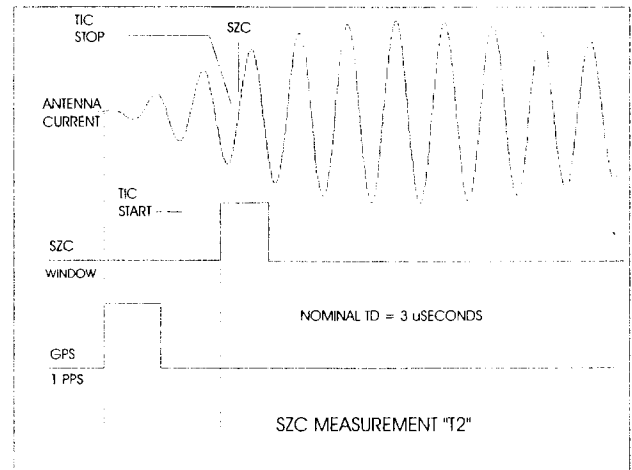 TIC
STOP
SZC
ANTENNA
CURRENT
TIC
START
SZC
WINDOW
NOMINAL TD = 3 uSECONDS
GPS
1 PPS
SZC MEASUREMENT "T2"